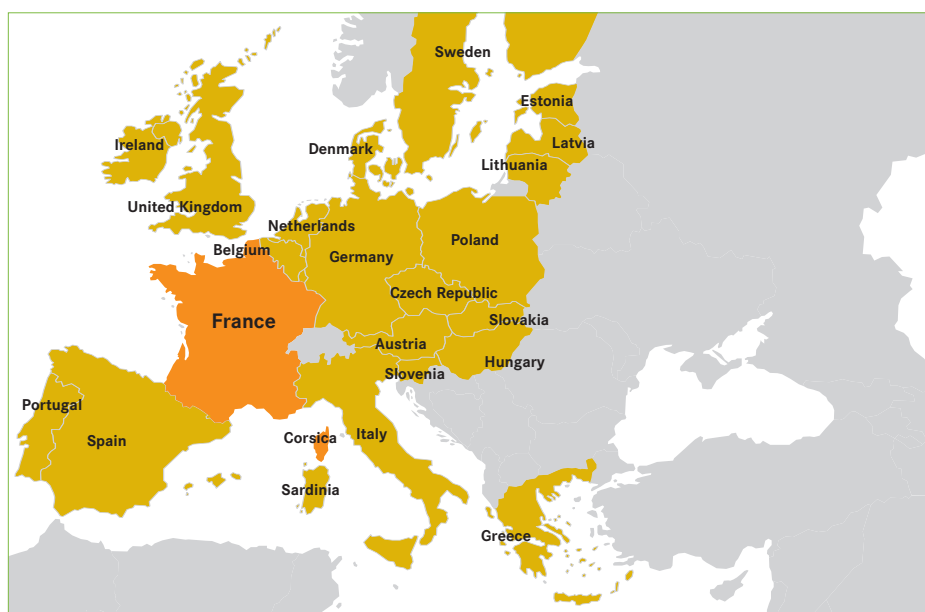 Sweden
Estonia
Latvia
Lithuania
Denmark
Ireland
United Kingdom
Netherlands
Belgium
Germany
Poland
Czech Republic
France
Slovakia
Austria
Hungary
Slovenia
Portugal
Spain
Corsica
Italy
Sardinia
Greece